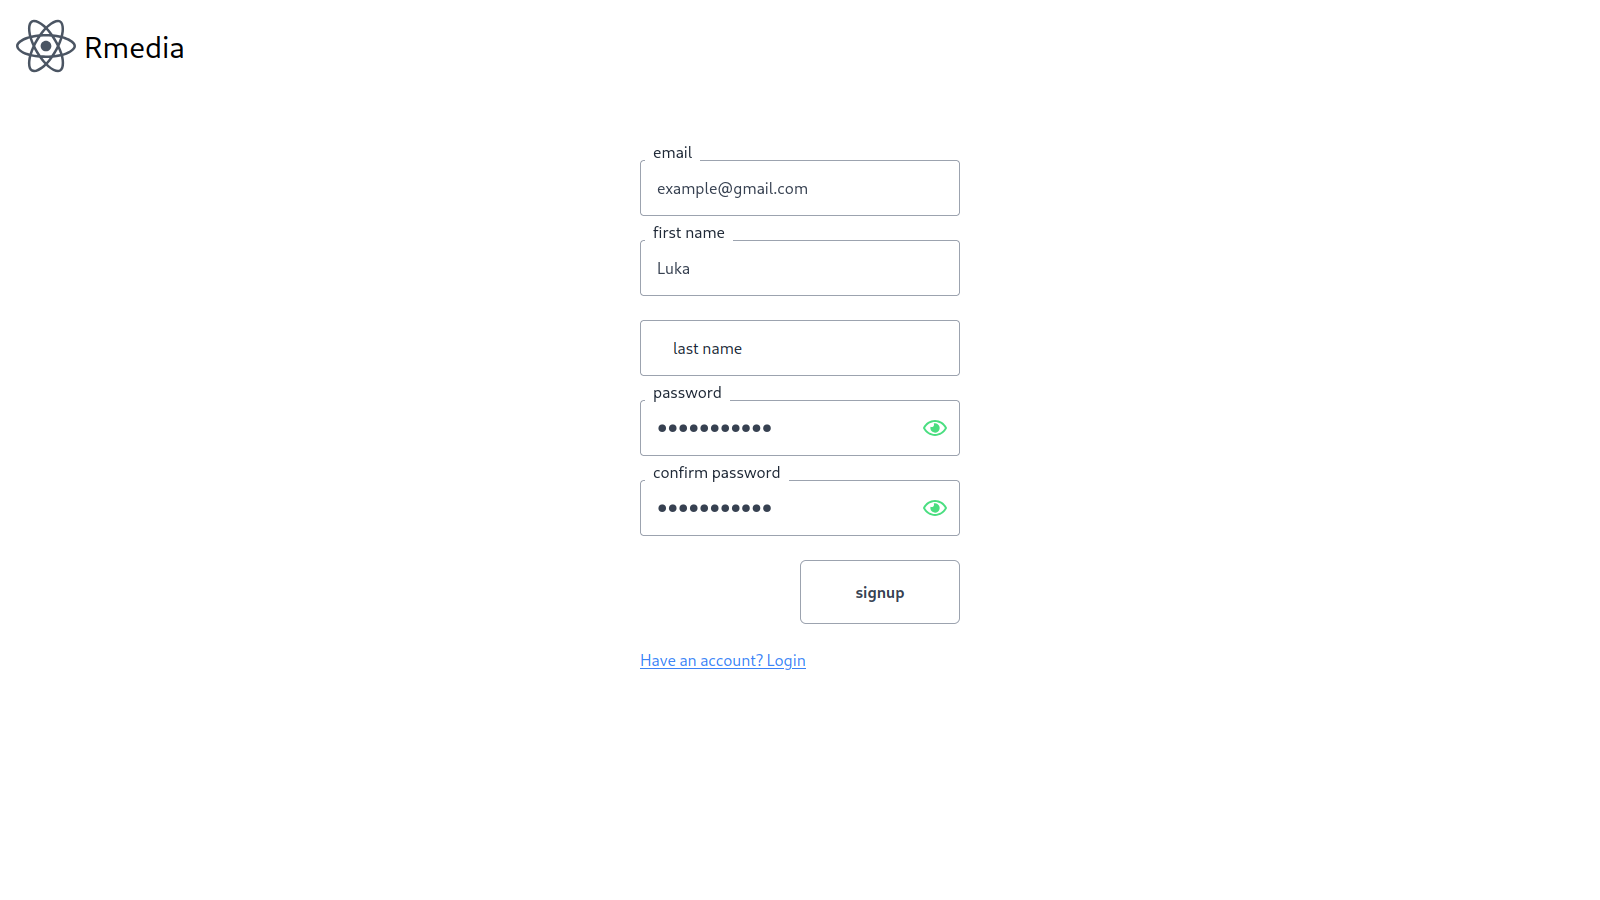 Rmedia
email
example@gmail.com
first name
Luka
last name
password
•••••••••••
confirm password
•••••••••••
signup
Have an account? Login